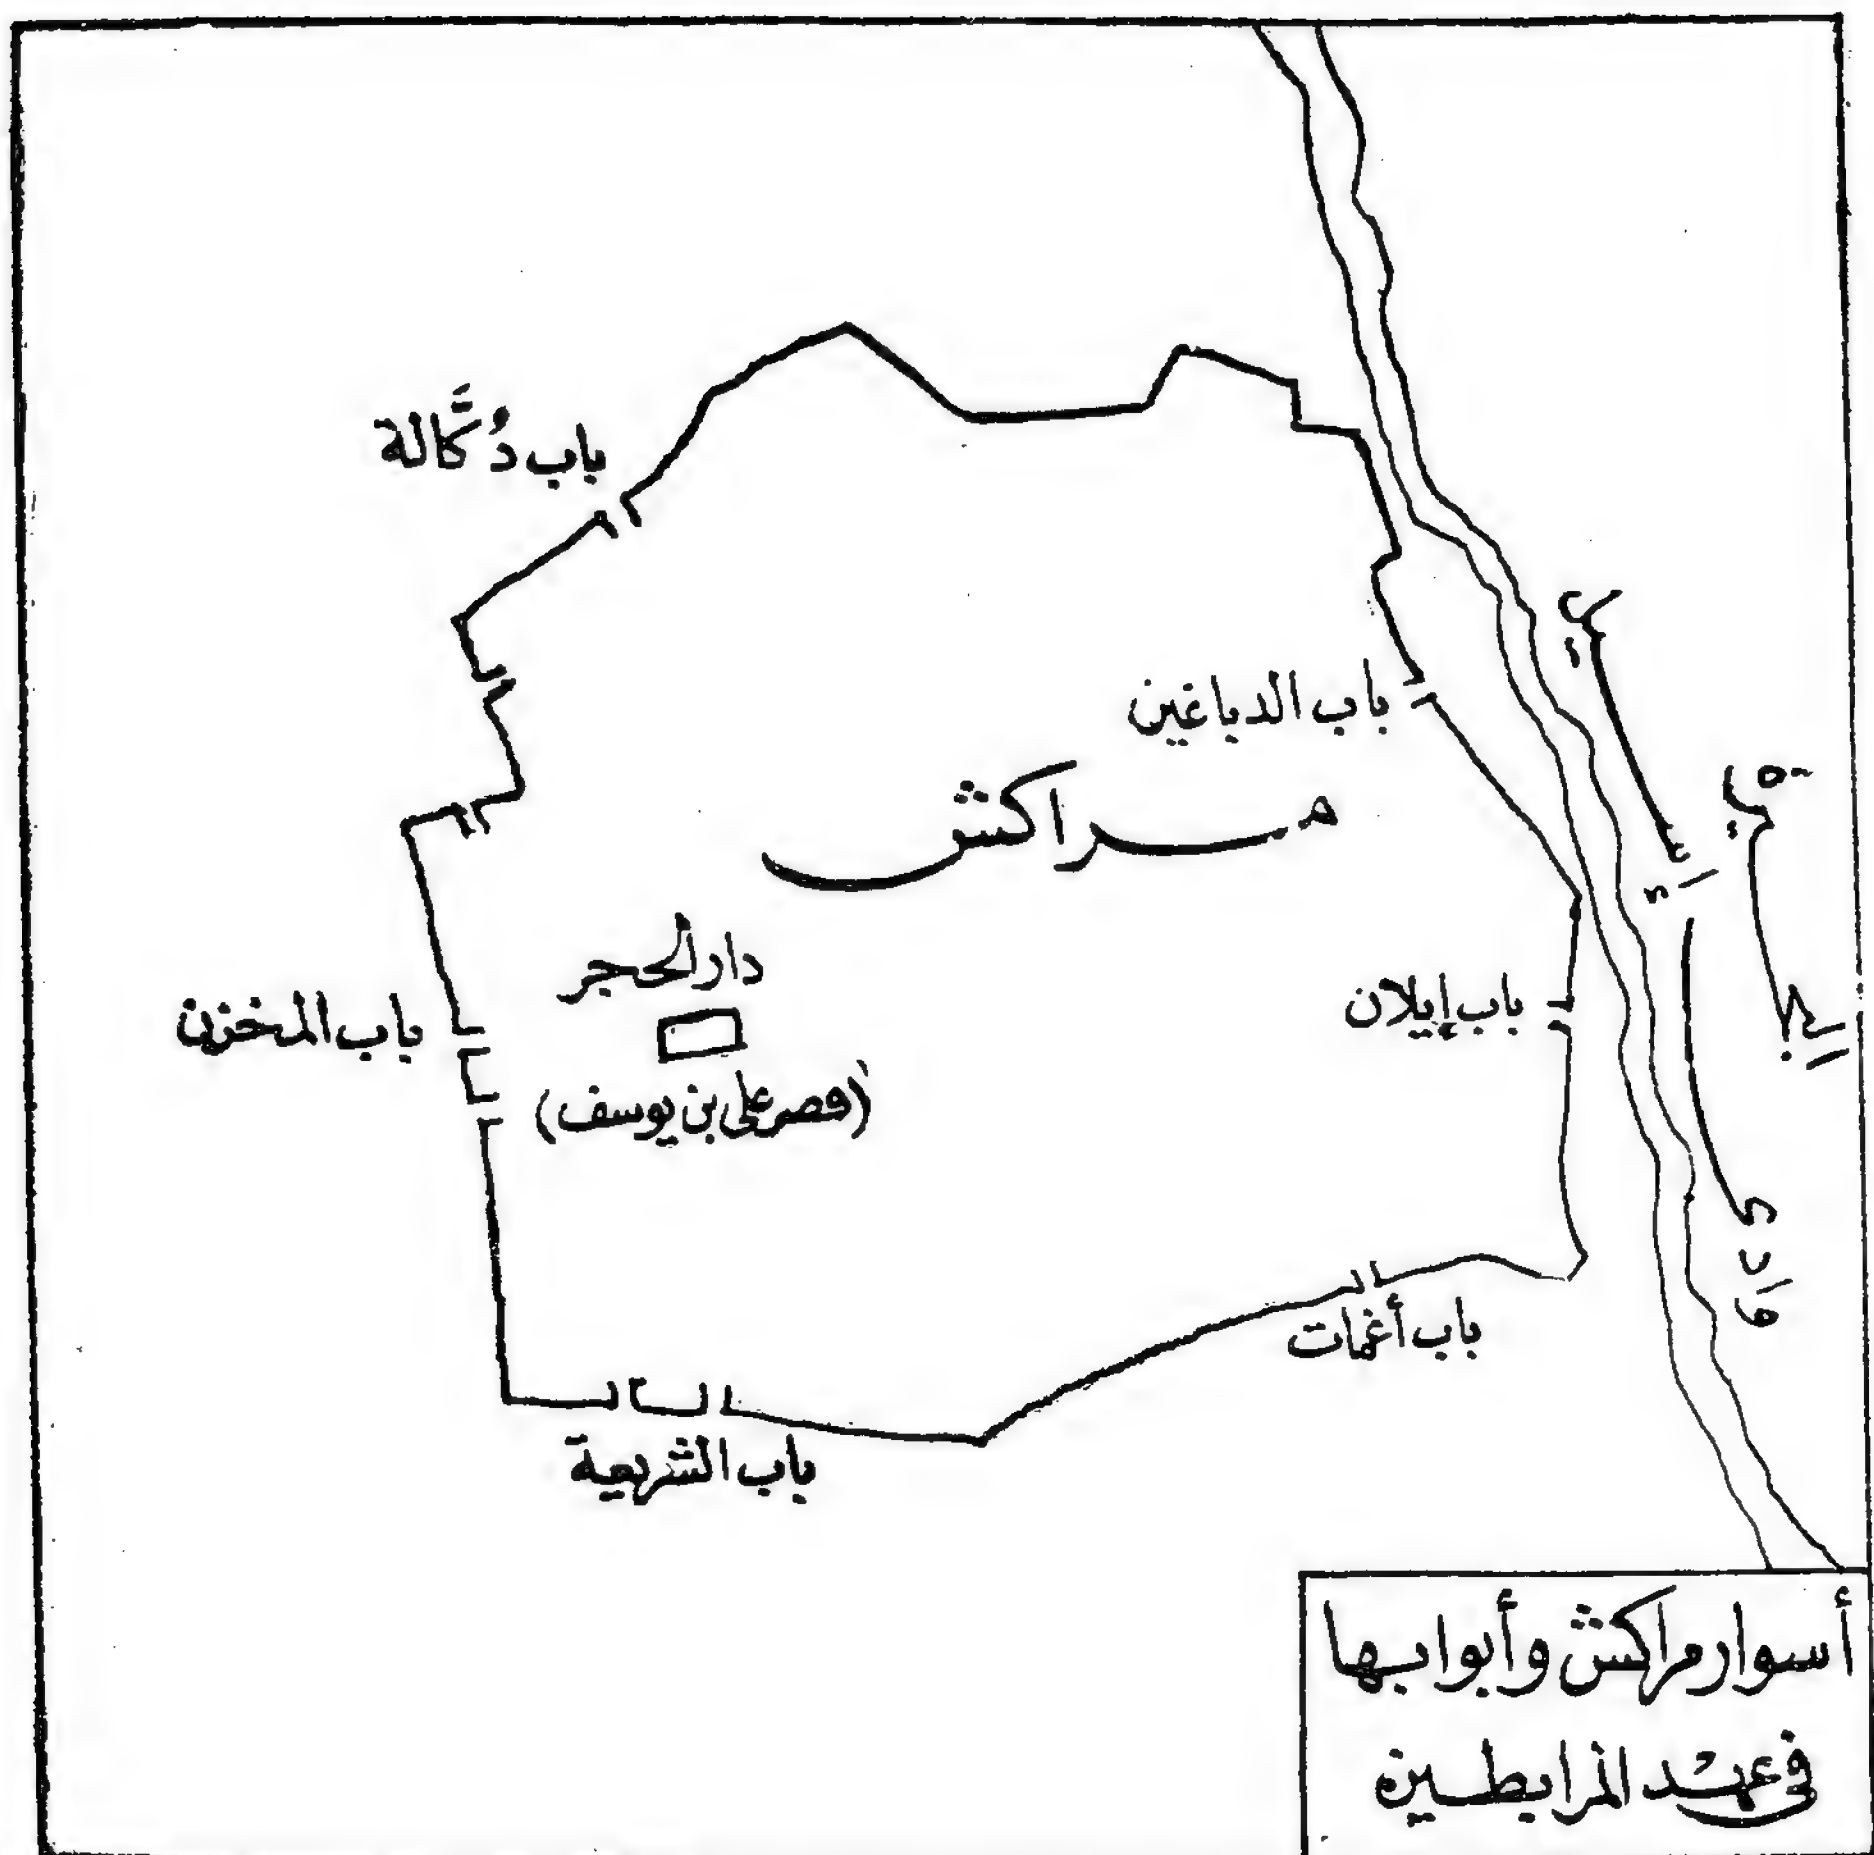 باب دُكَّالة
باب الدباغين
مراكش
دار الحجر
باب إيلان
باب المخزن
(قصر علي بن يوسف)
باب أغمات
باب الشريعة
أسوار مراكش وأبوابها
في عهد المرابطين